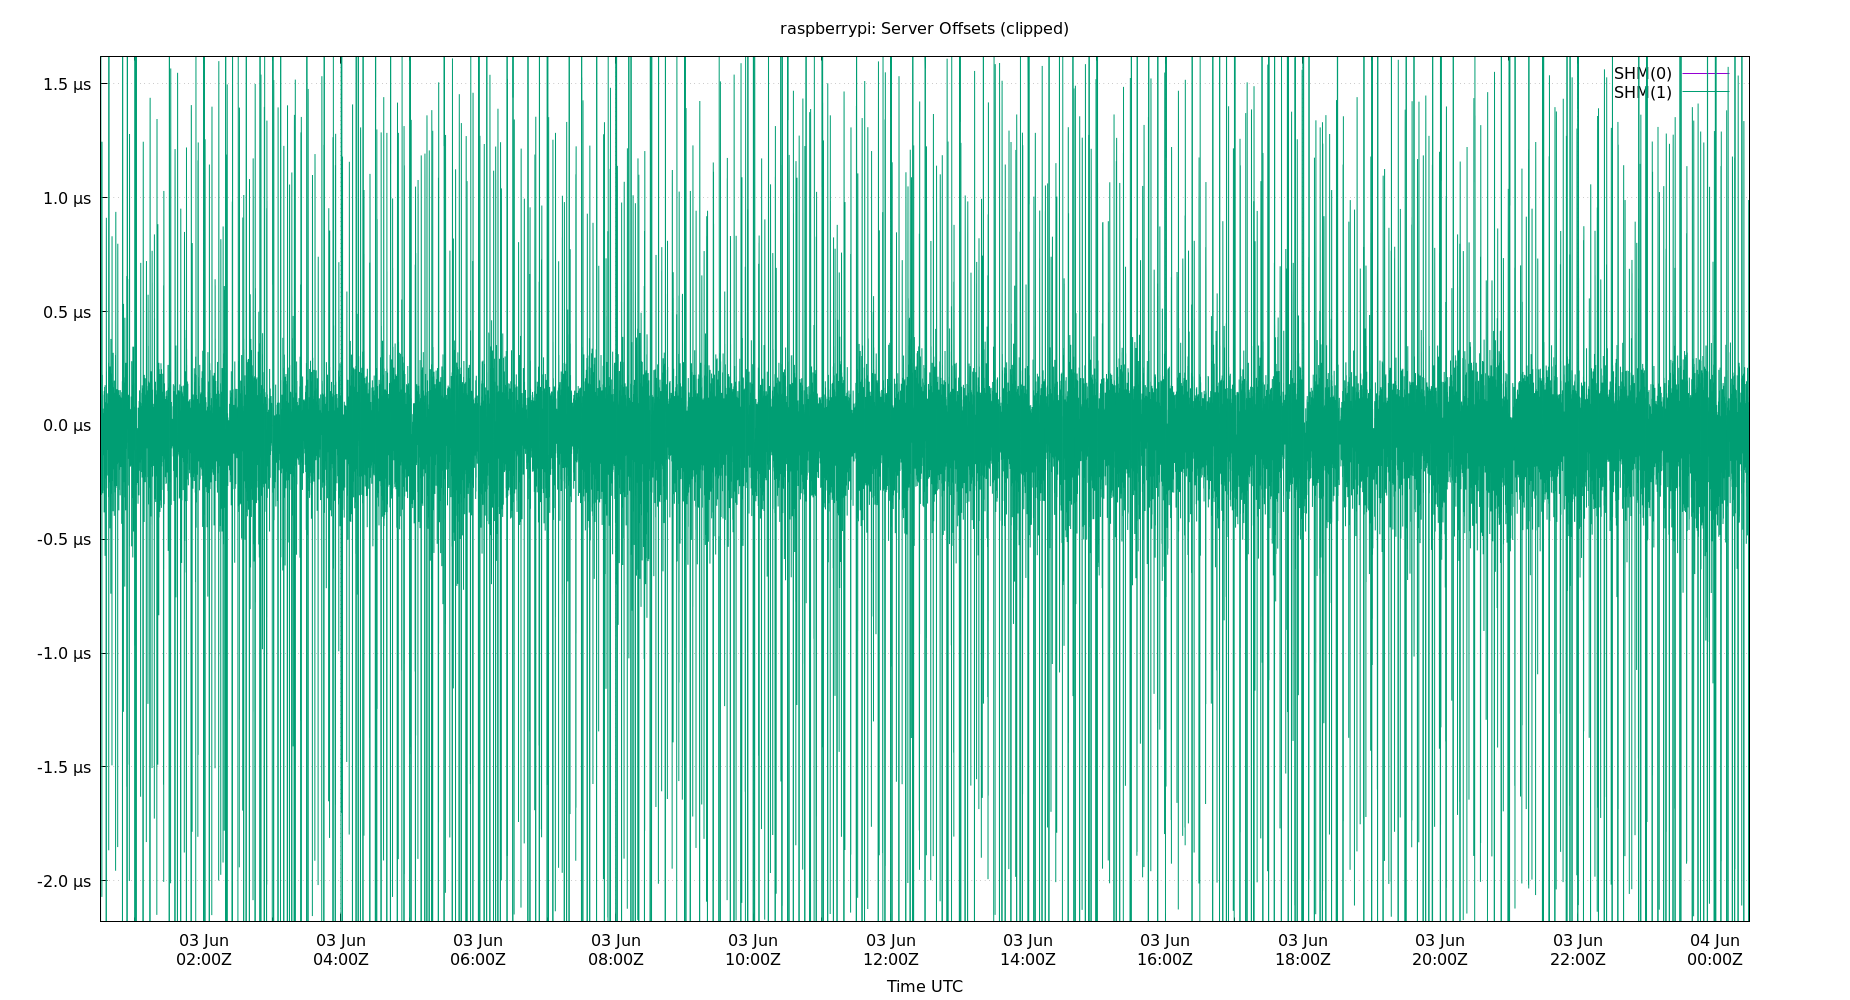 raspberrypi: Server Offsets (clipped)
SHM(0)
SHM(1)
1.5 µs
1.0 µs
0.5 µs
0.0 µs
-0.5 µs
-1.0 µs
-1.5 µs
-2.0 µs
03 Jun 03 Jun 03 Jun 03 Jun 03 Jun 03 Jun 03 Jun 03 Jun 03 Jun 03 Jun 03 Jun 04 Jun
02:00Z 04:00Z 06:00Z 08:00Z 10:00Z 12:00Z 14:00Z 16:00Z 18:00Z 20:00Z 22:00Z 00:00Z
Time UTC